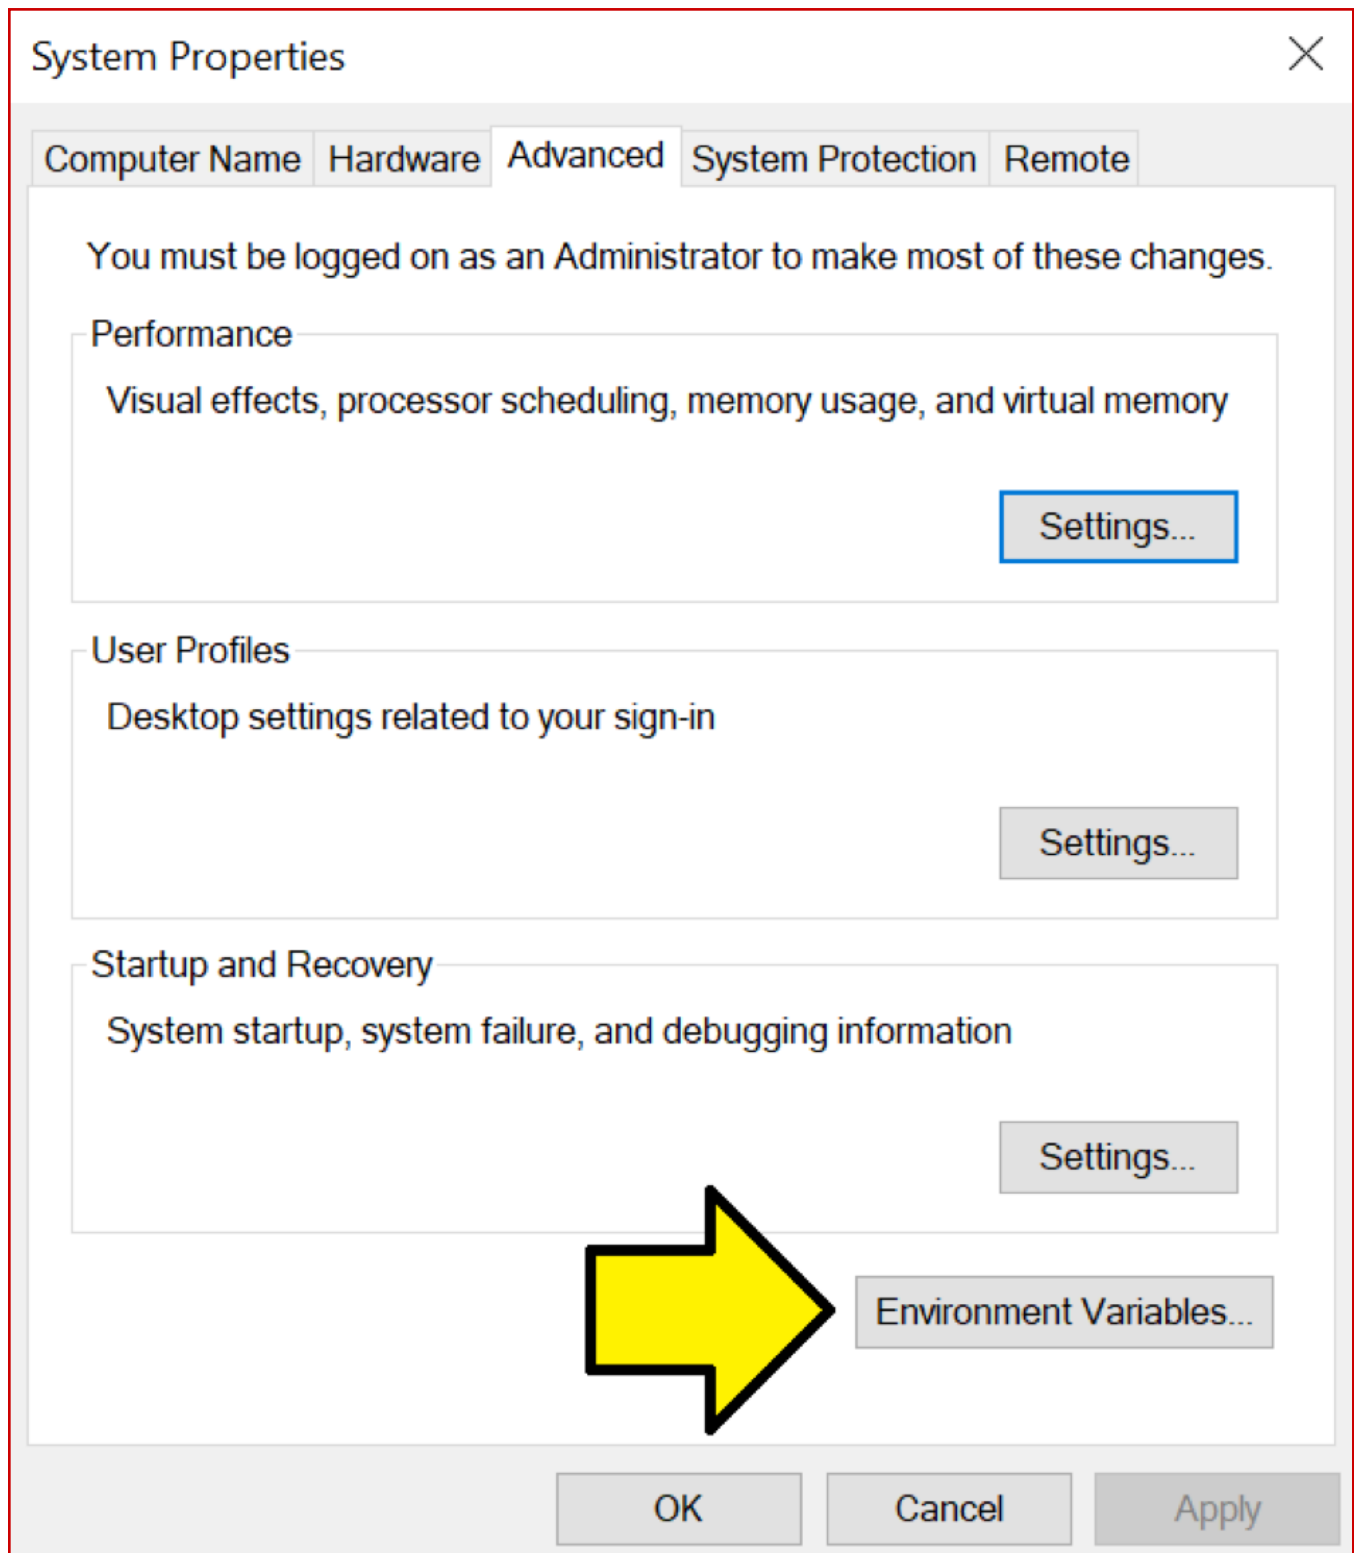 System Properties
Computer Name Hardware Advanced System Protection Remote
You must be logged on as an Administrator to make most of these changes.
Performance
Visual effects, processor scheduling, memory usage, and virtual memory
Settings...
User Profiles
Desktop settings related to your sign-in
Settings...
Startup and Recovery
System startup, system failure, and debugging information
Settings...
Environment Variables...
OK Cancel Apply